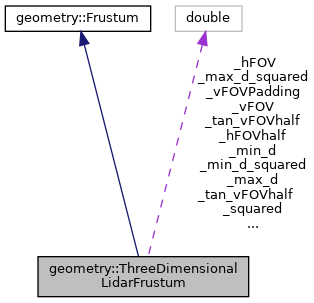 geometry::Frustum
double
_hFOV
_max_d_squared
_vFOVPadding
_vFOV
_tan_vFOVhalf
_hFOVhalf
_min_d
_min_d_squared
_max_d
_tan_vFOVhalf
_squared
...
geometry::ThreeDimensional
LidarFrustum